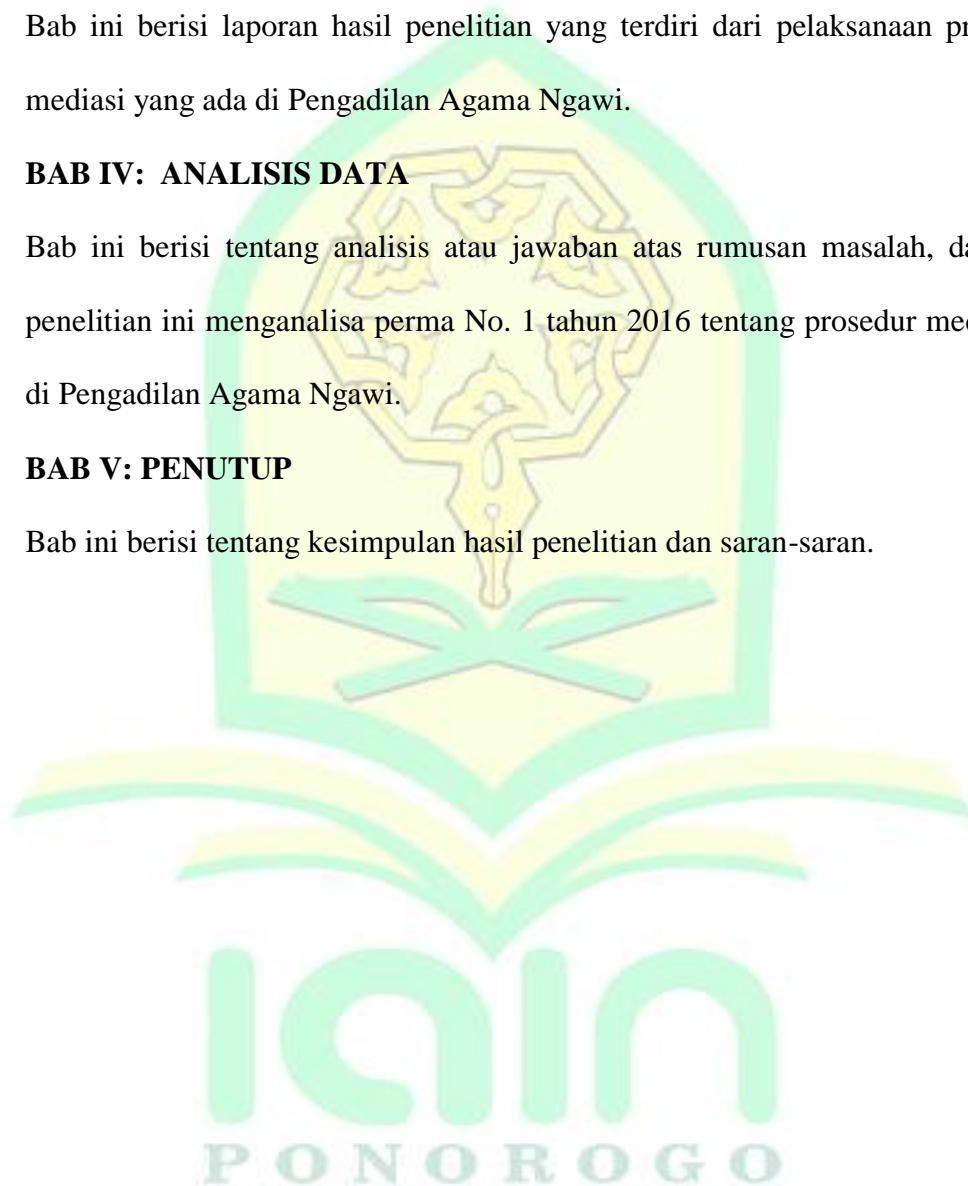 Bab ini berisi laporan hasil penelitian yang terdiri dari pelaksanaan
mediasi yang ada di Pengadilan Agama Ngawi.
BAB IV: ANALISIS DATA
Bab ini berisi tentang analisis atau jawaban atas rumusan masalah,
penelitian ini menganalisa perma No. 1 tahun 2016 tentang prosedur
di Pengadilan Agama Ngawi.
BAB V: PENUTUP
Bab ini berisi tentang kesimpulan hasil penelitian dan saran-saran.
iain
PONOROGO